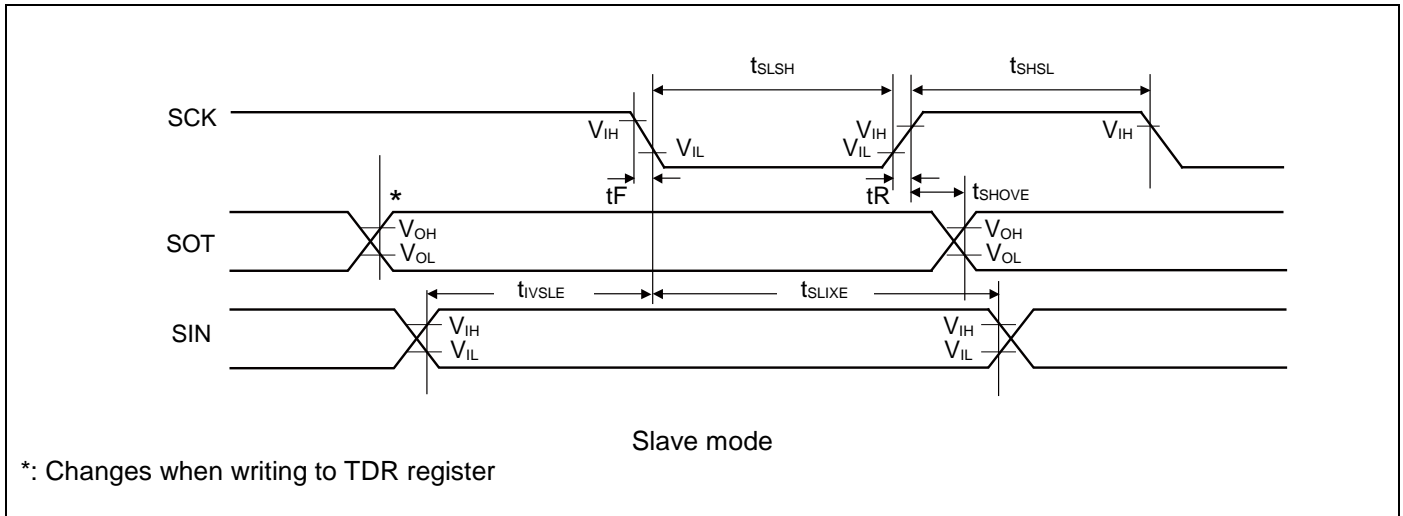 tSLSH tSHSL
SCK
VIH VIL VIL VIH VIH
tF tR tSHOVE
*
SOT
VOH VOH
VOL VOL
tIVSLE tSLIXE
SIN
VIH VIH
VIL VIL
Slave mode
*: Changes when writing to TDR register